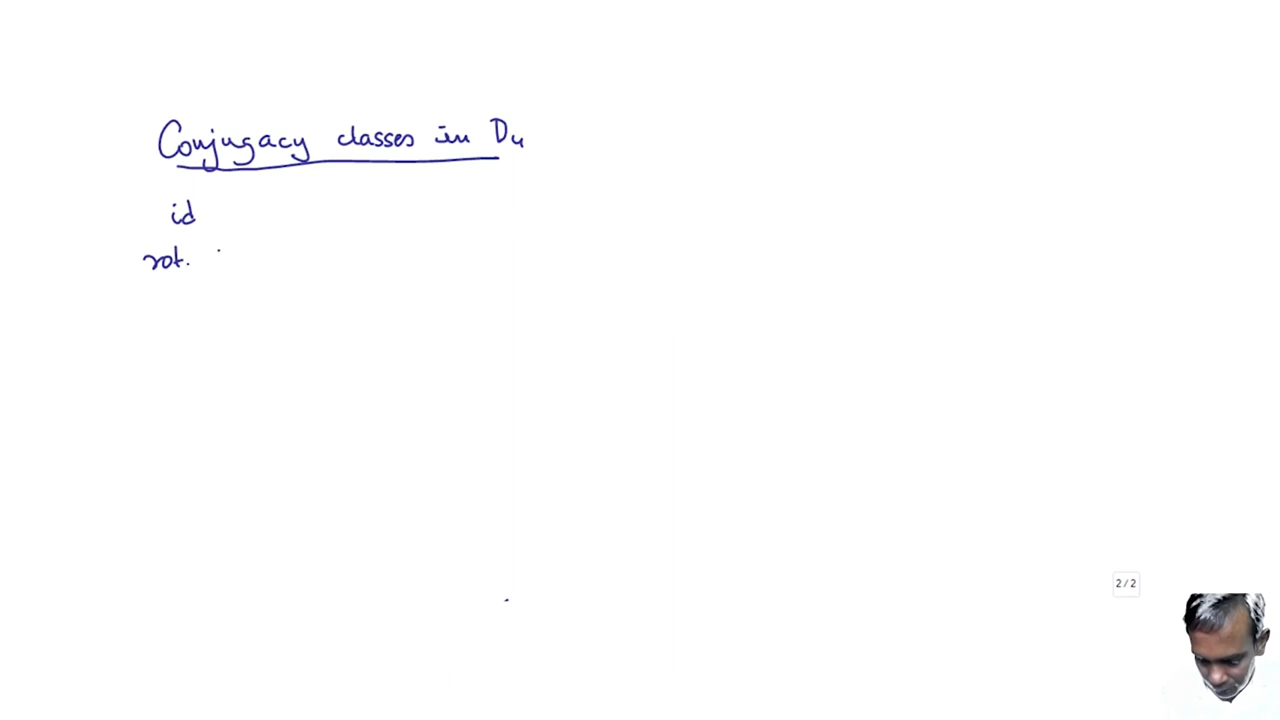 Conjugacy classes in D₄
id
rot.
2/2